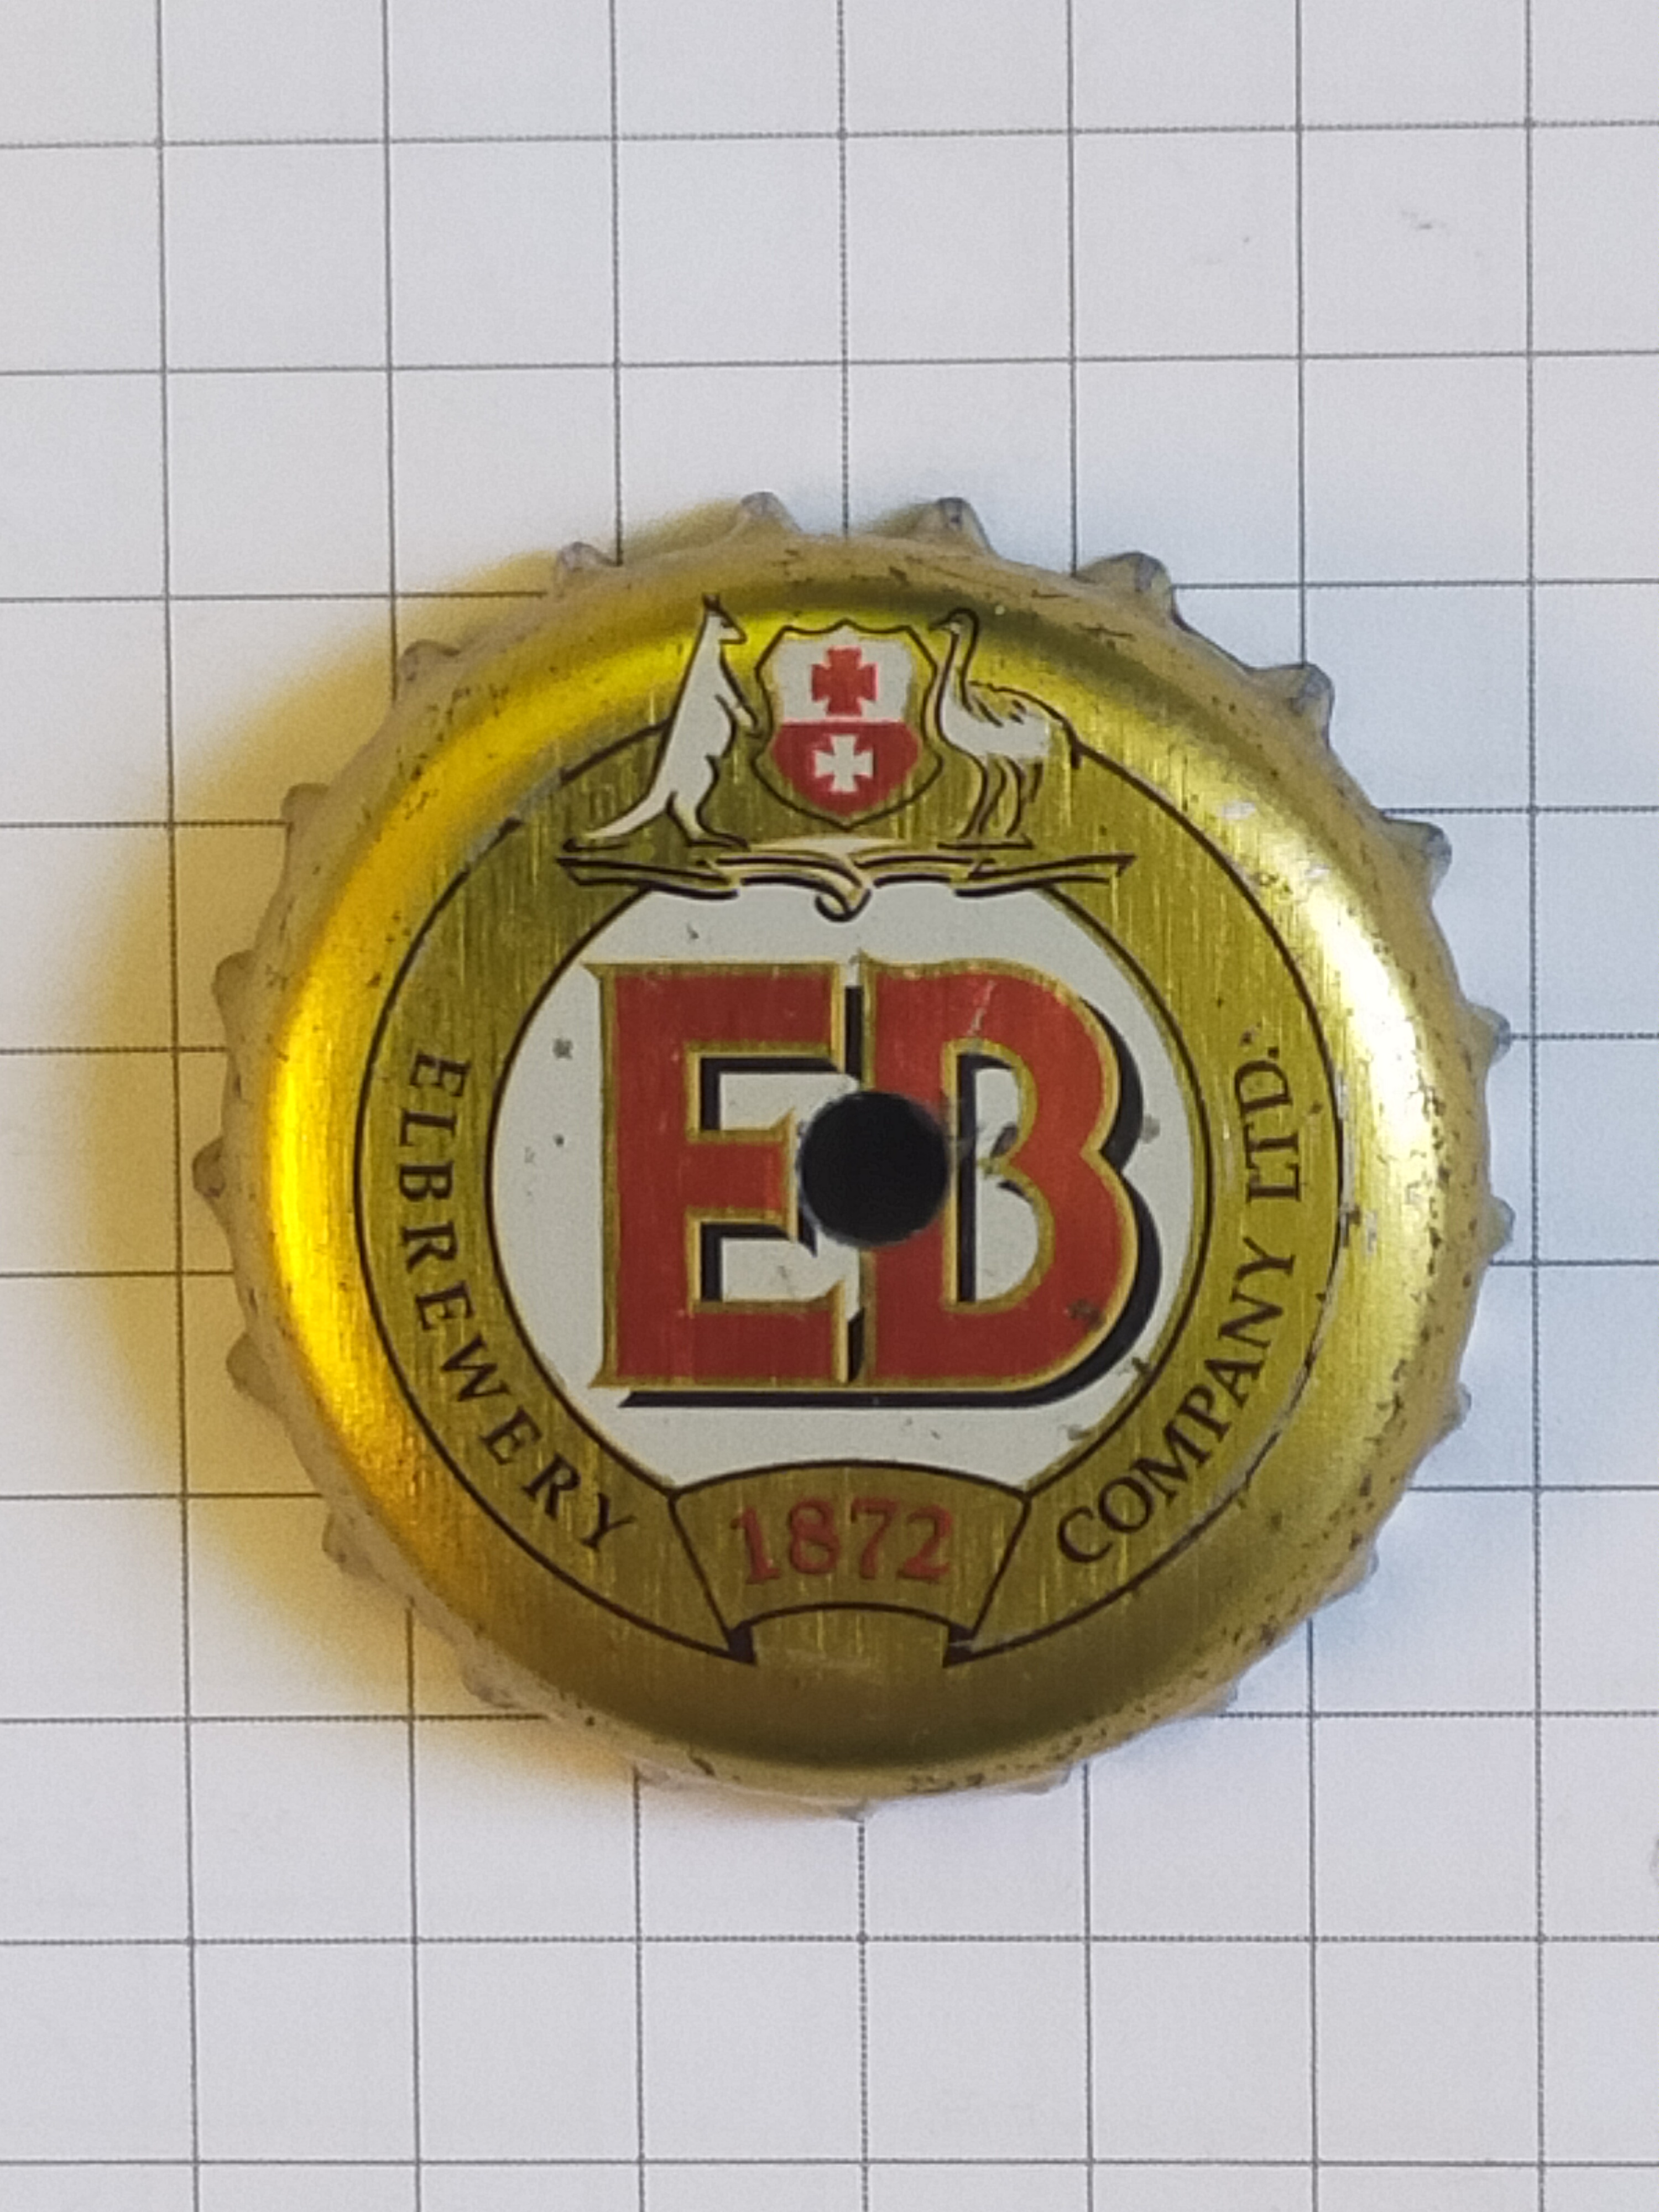 EB
ELBREWERY
COMPANY LTD.
1872